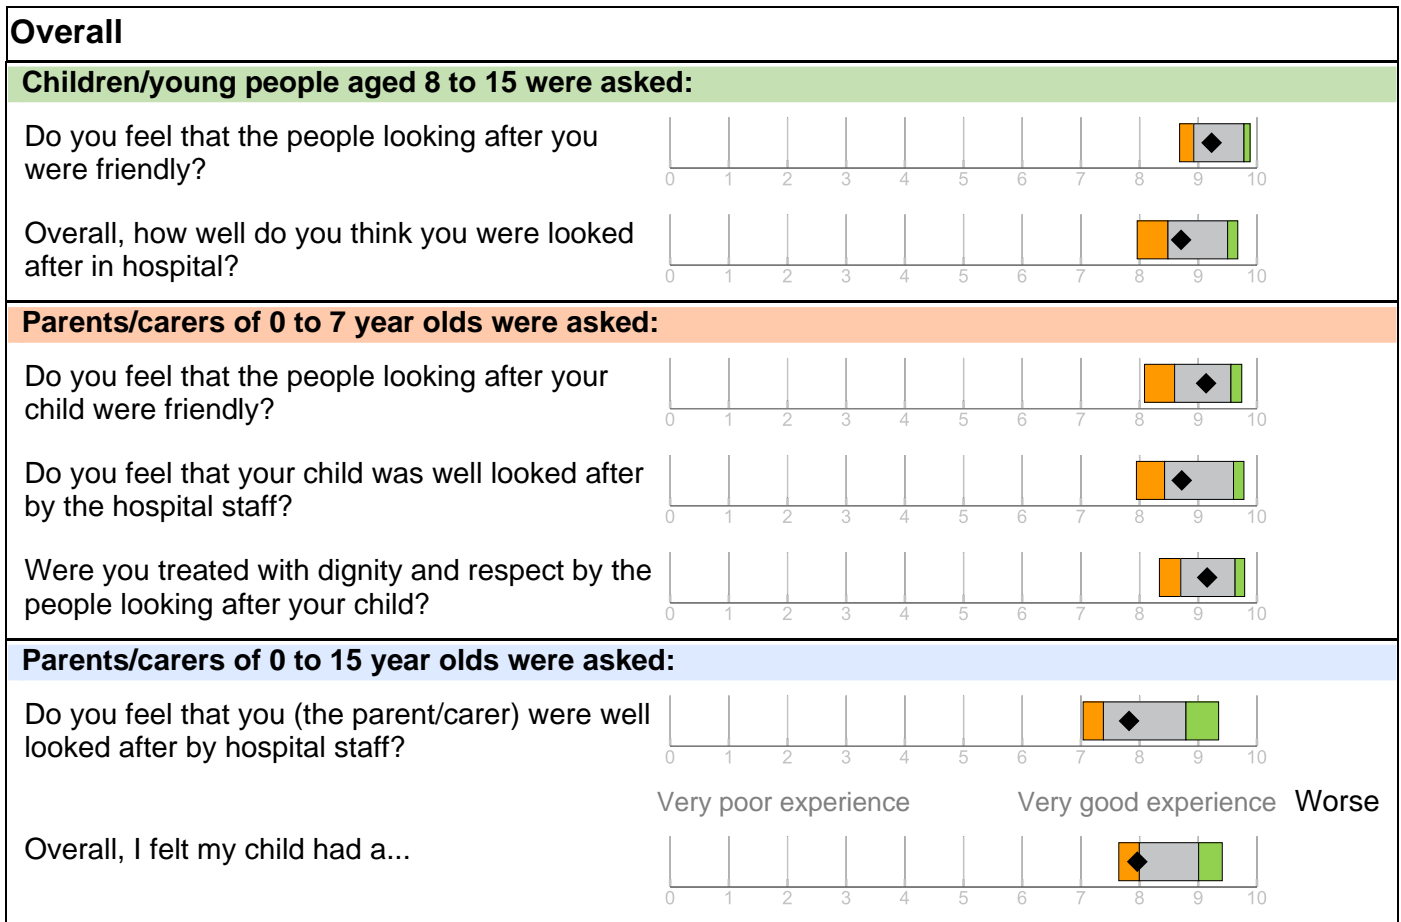 Overall
Children/young people aged 8 to 15 were asked:
Do you feel that the people looking after you
were friendly?
0 1 2 3 4 5 6 7 8 9 10
Overall, how well do you think you were looked
after in hospital?
0 1 2 3 4 5 6 7 8 9 10
Parents/carers of 0 to 7 year olds were asked:
Do you feel that the people looking after your
child were friendly?
0 1 2 3 4 5 6 7 8 9 10
Do you feel that your child was well looked after
by the hospital staff?
0 1 2 3 4 5 6 7 8 9 10
Were you treated with dignity and respect by the
people looking after your child?
0 1 2 3 4 5 6 7 8 9 10
Parents/carers of 0 to 15 year olds were asked:
Do you feel that you (the parent/carer) were well
looked after by hospital staff?
0 1 2 3 4 5 6 7 8 9 10
Very poor experience Very good experience Worse
Overall, I felt my child had a...
0 1 2 3 4 5 6 7 8 9 10